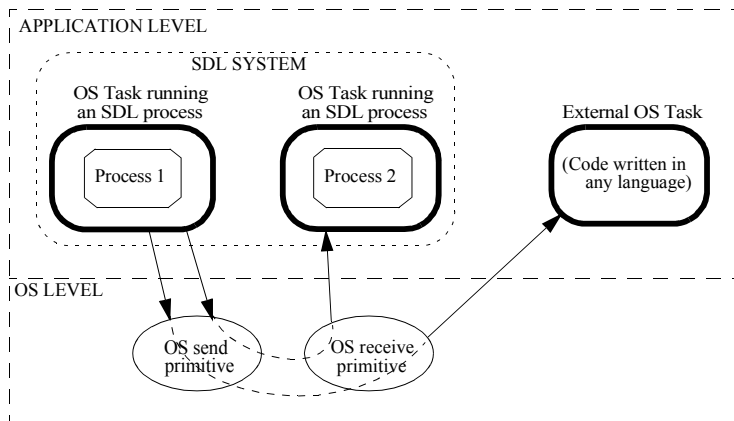 APPLICATION LEVEL
SDL SYSTEM
OS Task running
an SDL process
OS Task running
an SDL process
External OS Task
Process 1
Process 2
(Code written in
any language)
OS LEVEL
OS send
primitive
OS receive
primitive